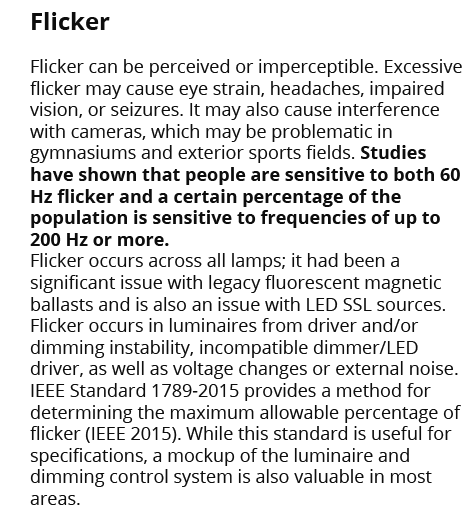 Flicker
Flicker can be perceived or imperceptible. Excessive
flicker may cause eye strain, headaches, impaired
vision, or seizures. It may also cause interference
with cameras, which may be problematic in
gymnasiums and exterior sports fields. Studies
have shown that people are sensitive to both 60
Hz flicker and a certain percentage of the
population is sensitive to frequencies of up to
200 Hz or more.
Flicker occurs across all lamps; it had been a
significant issue with legacy fluorescent magnetic
ballasts and is also an issue with LED SSL sources.
Flicker occurs in luminaires from driver and/or
dimming instability, incompatible dimmer/LED
driver, as well as voltage changes or external noise.
IEEE Standard 1789-2015 provides a method for
determining the maximum allowable percentage of
flicker (IEEE 2015). While this standard is useful for
specifications, a mockup of the luminaire and
dimming control system is also valuable in most
areas.